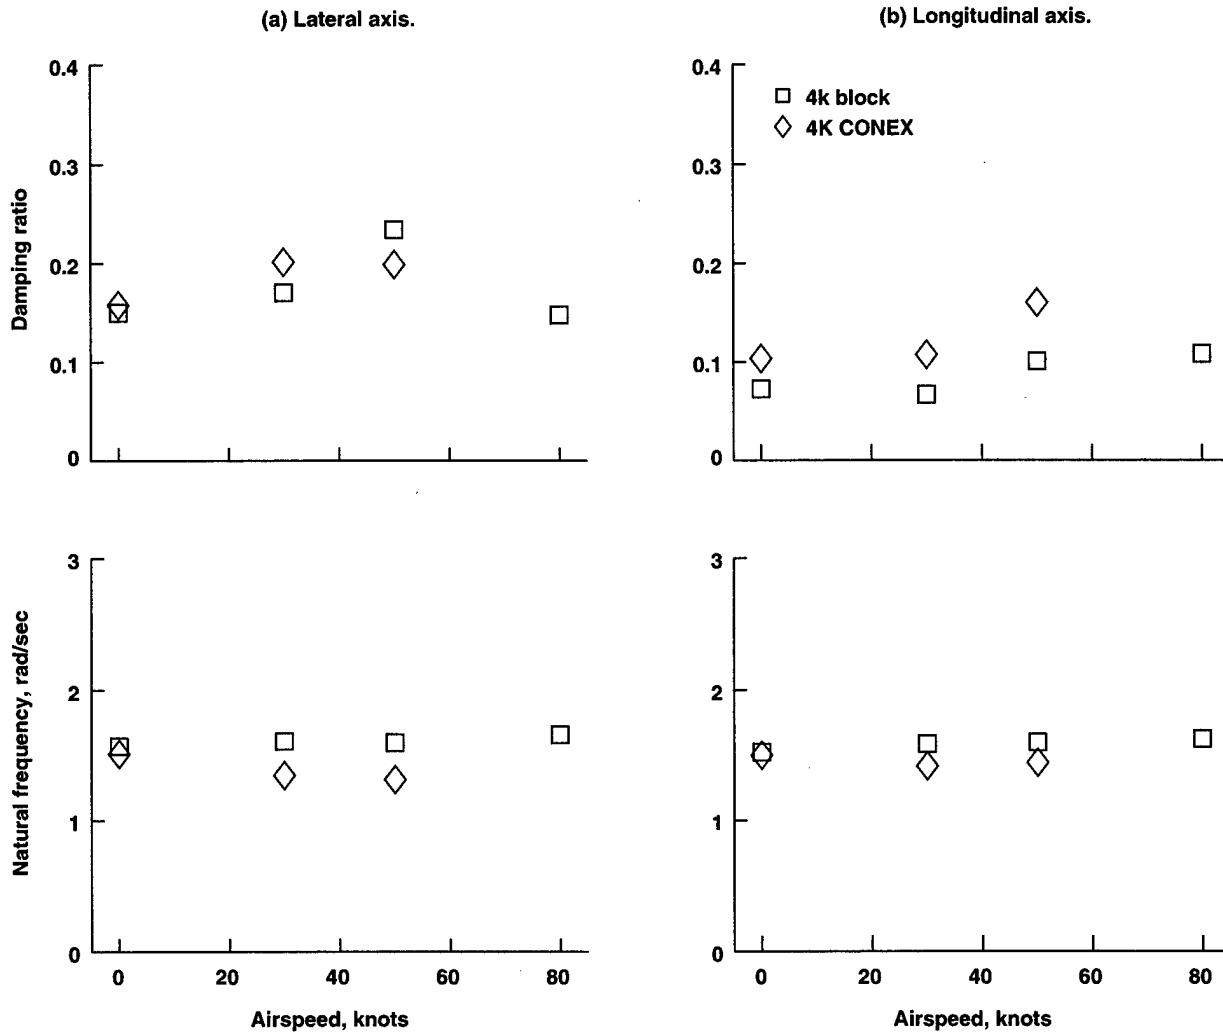 (a) Lateral axis.
(b) Longitudinal axis.
Damping ratio
0.4
0.3
0.2
0.1
0
0.4
0.3
0.2
0.1
0
4k block
4K CONEX
Natural frequency, rad/sec
3
2
1
0
0 20 40 60 80
Airspeed, knots
3
2
1
0
0 20 40 60 80
Airspeed, knots